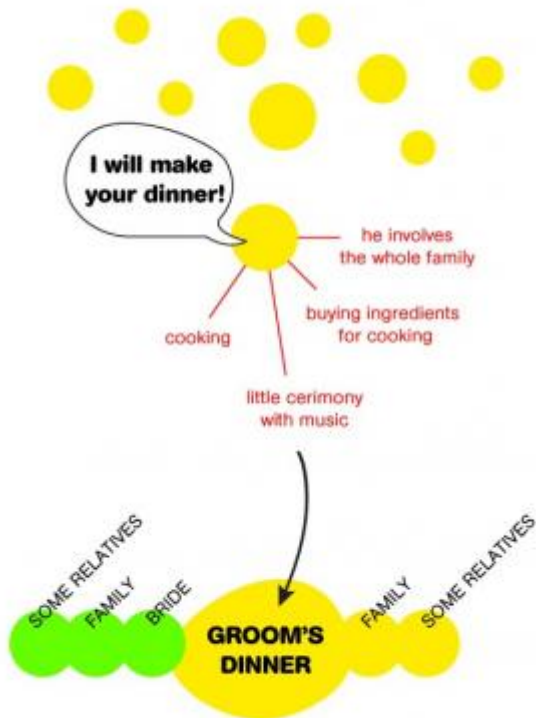 I will make
your dinner!
he involves
the whole family
buying ingredients
for cooking
cooking
little cerimony
with music
SOME RELATIVES
FAMILY
BRIDE
GROOM'S
DINNER
FAMILY
SOME RELATIVES